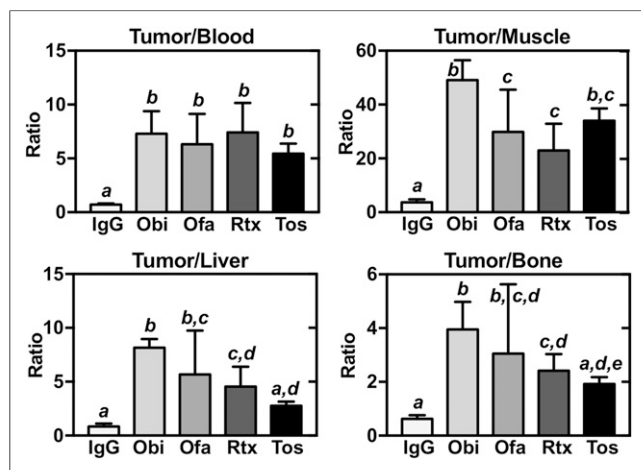 Tumor/Blood
15
10
5
0
Ratio
a
b
b
b
b
IgG Obi Ofa Rtx Tos
Tumor/Muscle
60
40
20
0
Ratio
a
b
c
c
b,c
IgG Obi Ofa Rtx Tos
Tumor/Liver
15
10
5
0
Ratio
a
b
b,c
c,d
a,d
IgG Obi Ofa Rtx Tos
Tumor/Bone
6
4
2
0
Ratio
a
b
b,c,d
c,d
a,d,e
IgG Obi Ofa Rtx Tos